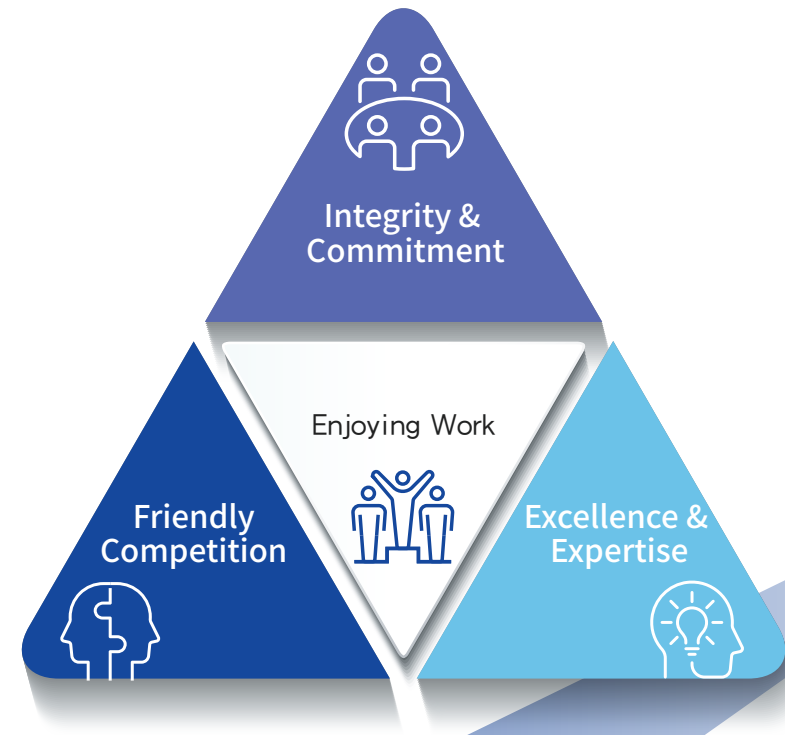 Integrity &
Commitment
Enjoying Work
Friendly
Competition
Excellence &
Expertise